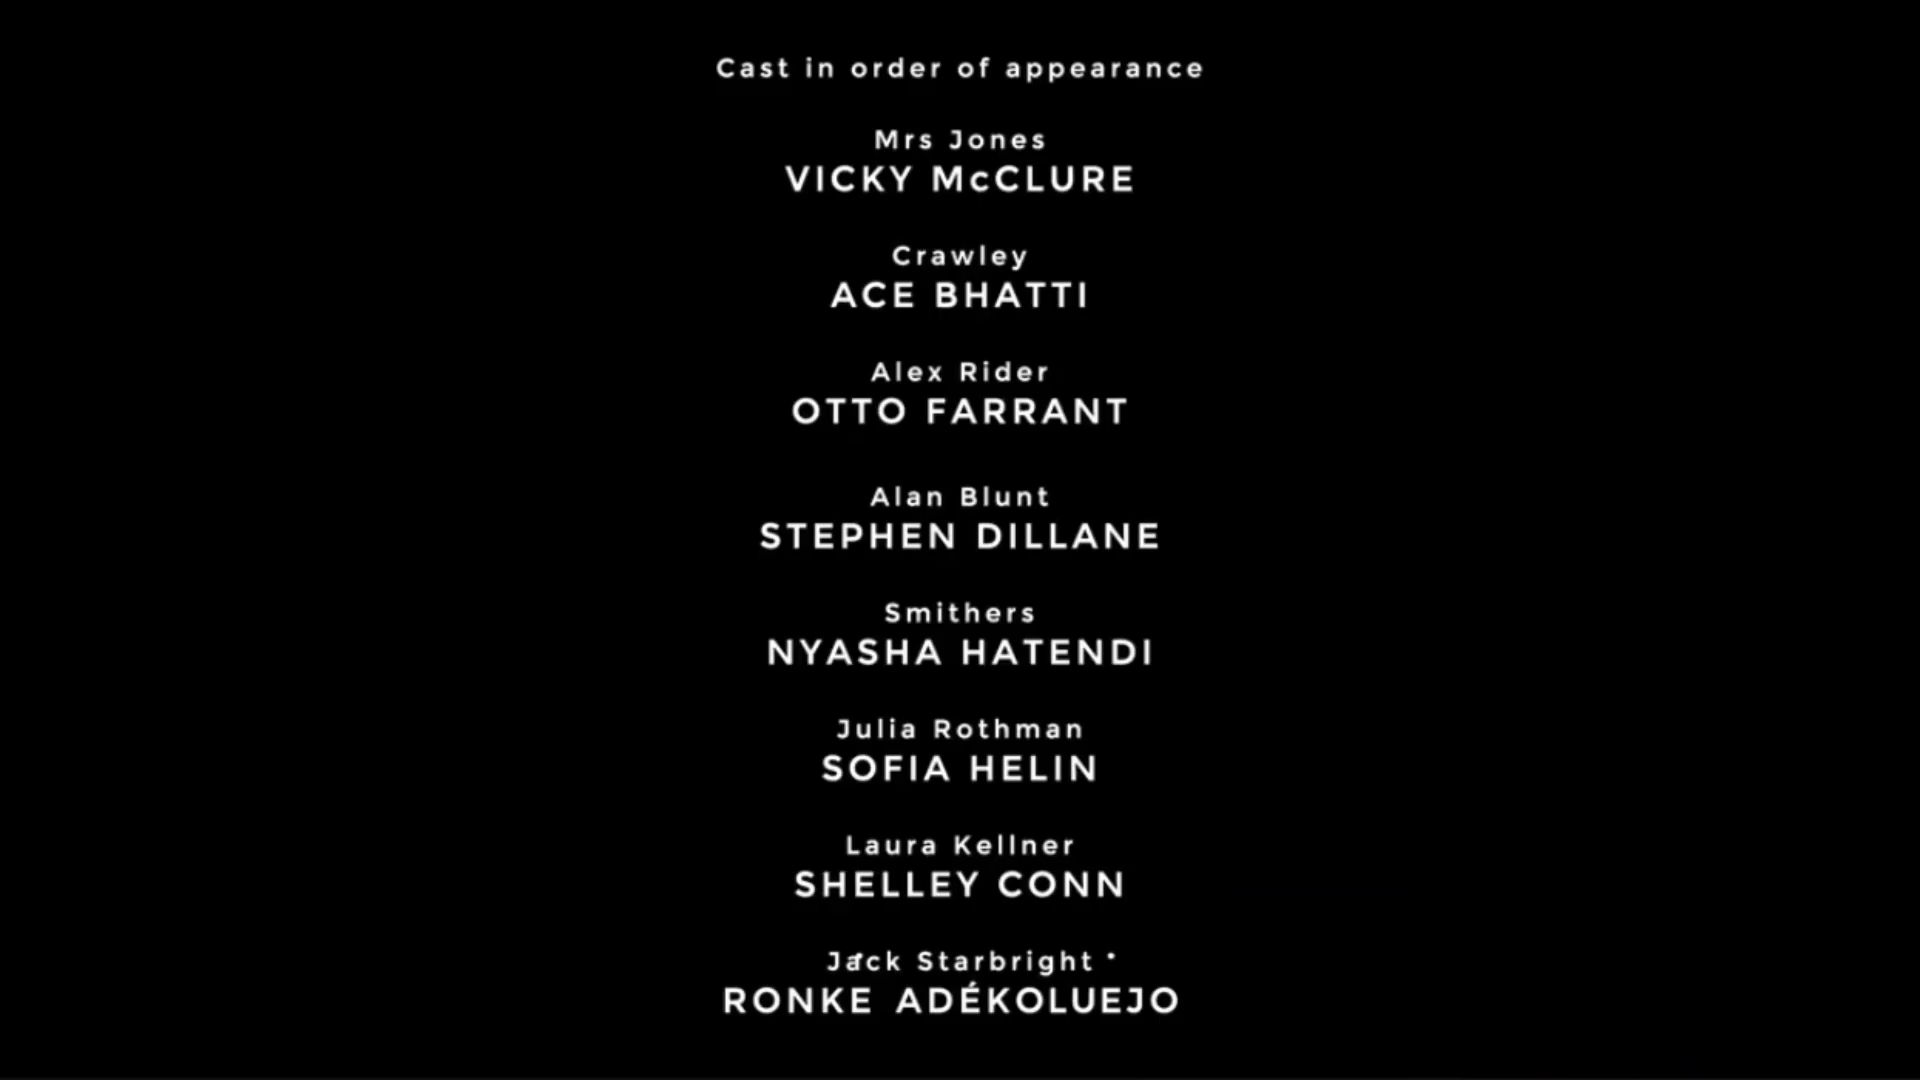 Cast in order of appearance
Mrs Jones
VICKY McCLURE
Crawley
ACE BHATTI
Alex Rider
OTTO FARRANT
Alan Blunt
STEPHEN DILLANE
Smithers
NYASHA HATENDI
Julia Rothman
SOFIA HELIN
Laura Kellner
SHELLEY CONN
Jack Starbright
RONKE ADÉKOLUEJO